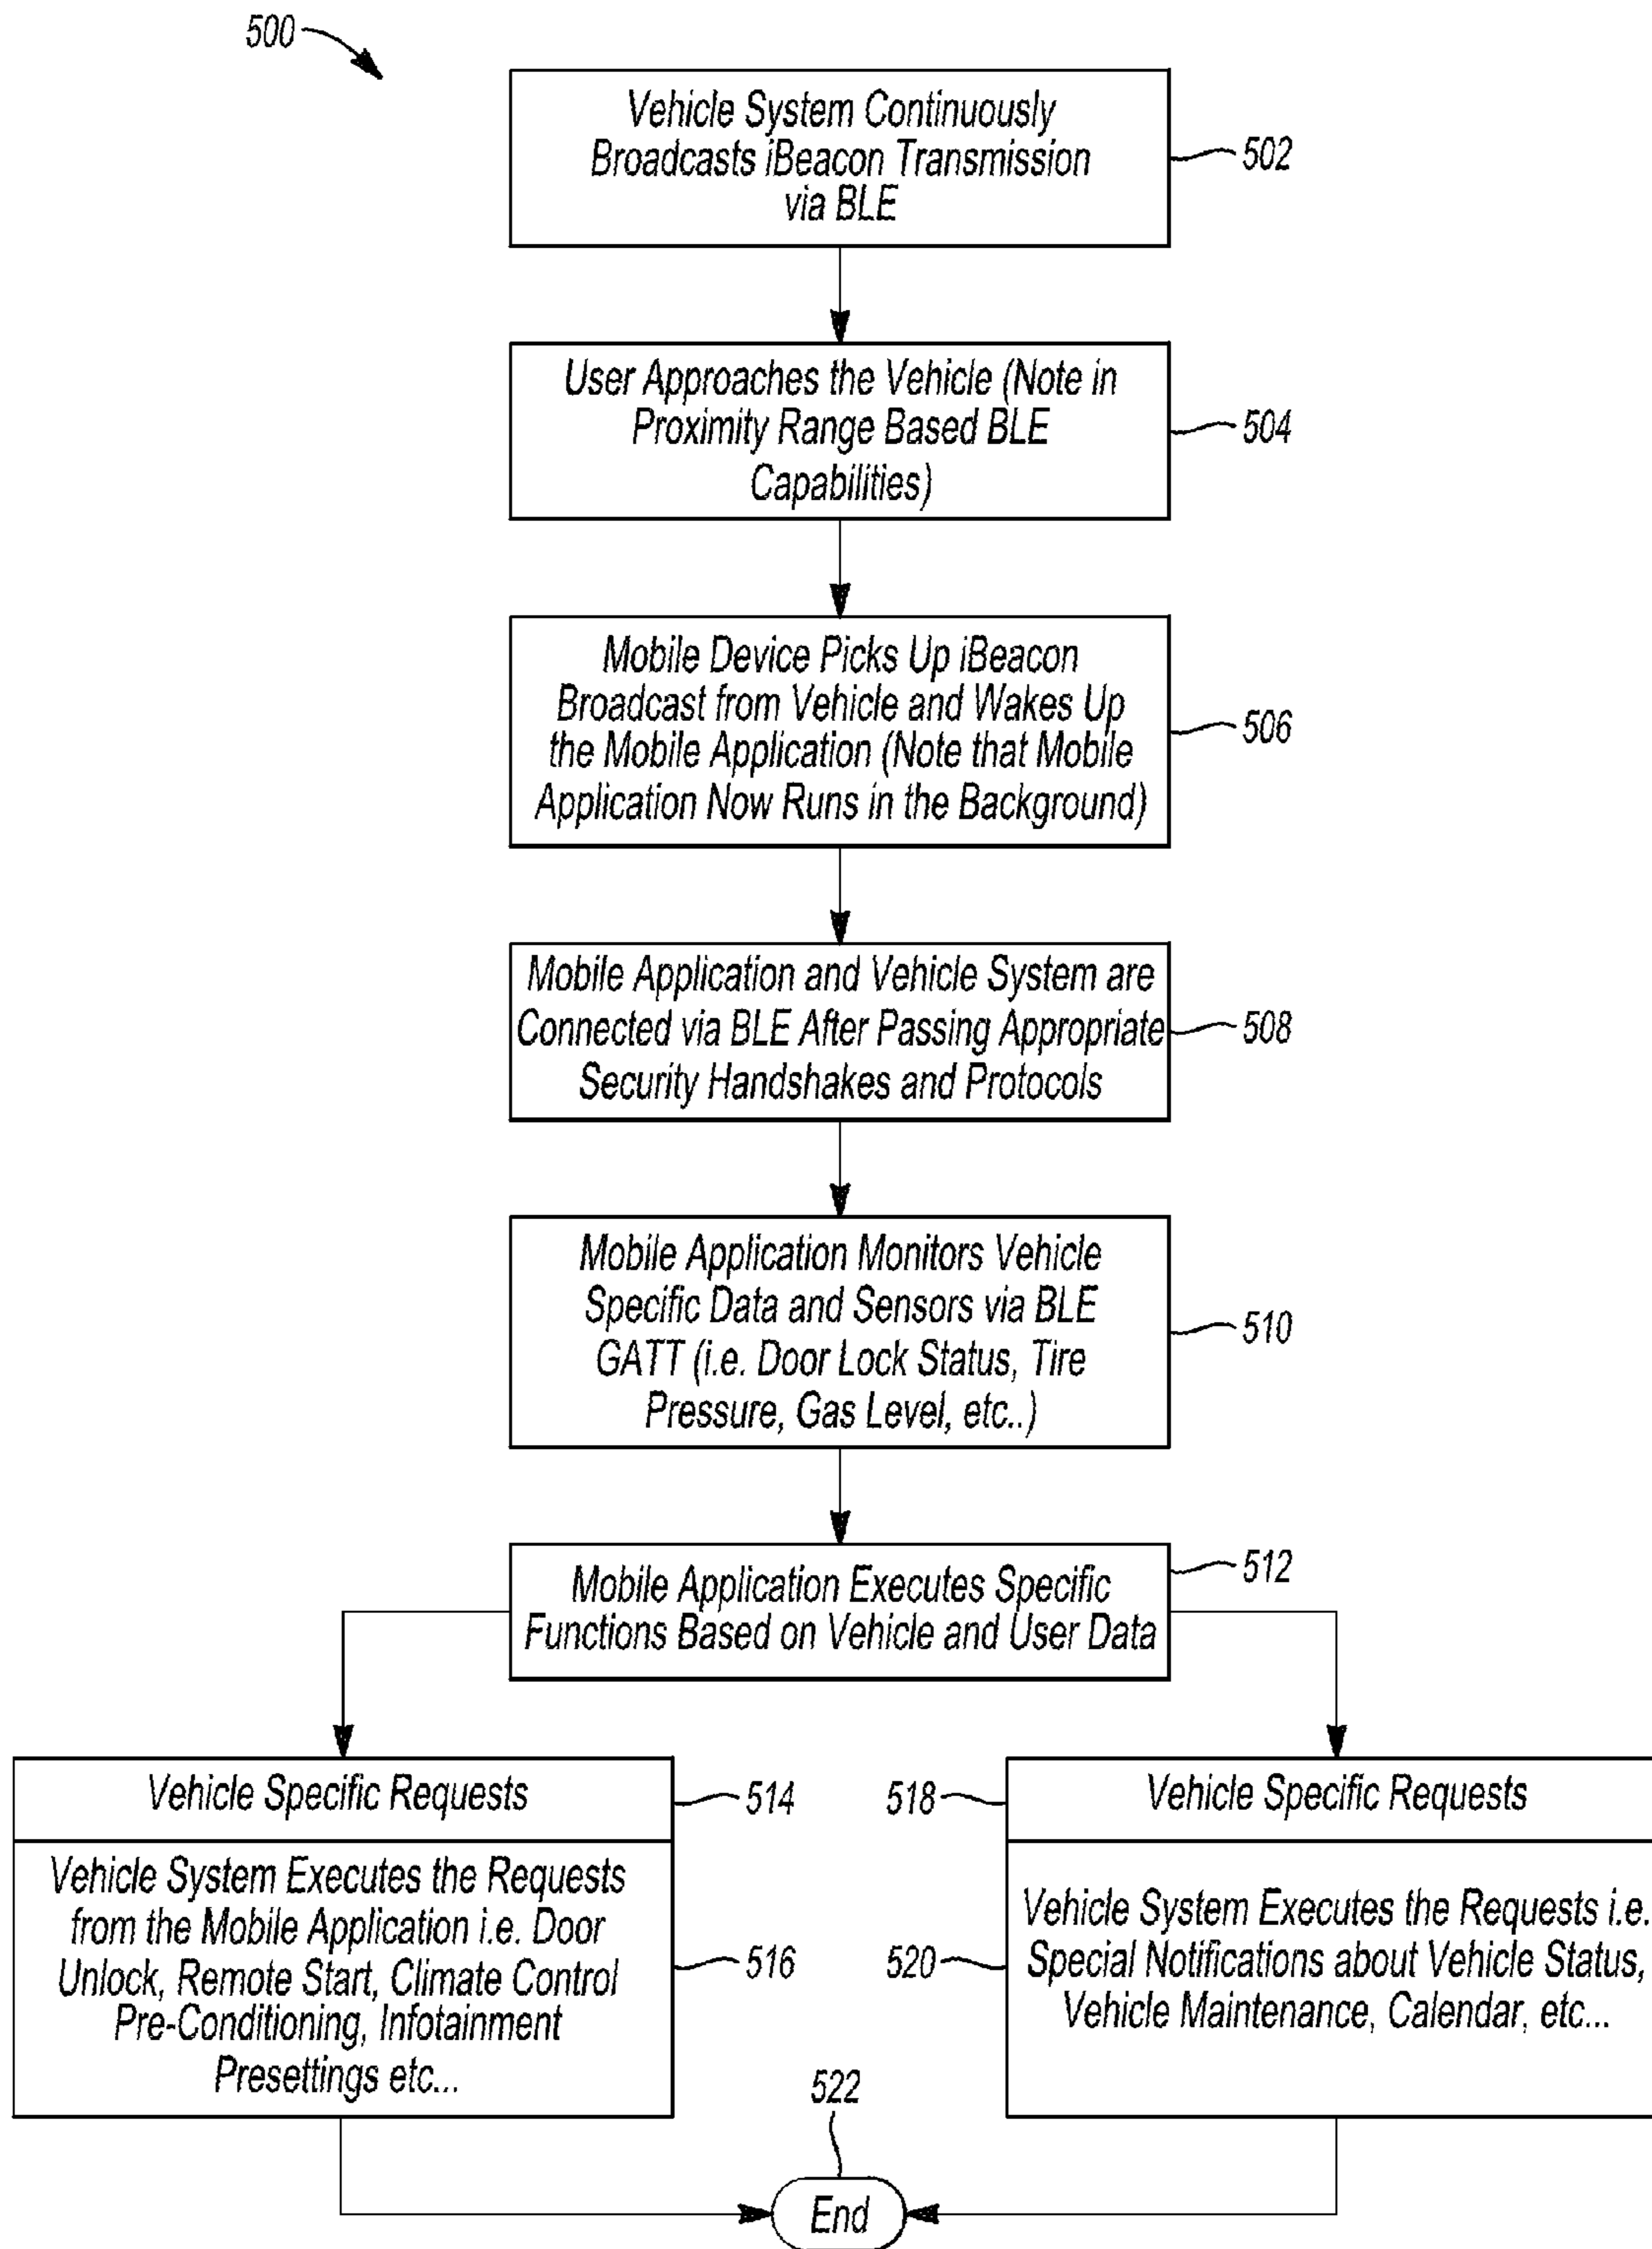 500
Vehicle System Continuously
Broadcasts iBeacon Transmission
via BLE
502
User Approaches the Vehicle (Note in
Proximity Range Based BLE
Capabilities)
504
Mobile Device Picks Up iBeacon
Broadcast from Vehicle and Wakes Up
the Mobile Application (Note that Mobile
Application Now Runs in the Background)
506
Mobile Application and Vehicle System are
Connected via BLE After Passing Appropriate
Security Handshakes and Protocols
508
Mobile Application Monitors Vehicle
Specific Data and Sensors via BLE
GATT (i.e. Door Lock Status, Tire
Pressure, Gas Level, etc..)
510
Mobile Application Executes Specific
Functions Based on Vehicle and User Data
512
Vehicle Specific Requests
514
Vehicle System Executes the Requests
from the Mobile Application i.e. Door
Unlock, Remote Start, Climate Control
Pre-Conditioning, Infotainment
Presettings etc...
516
518
Vehicle Specific Requests
520
Vehicle System Executes the Requests i.e.
Special Notifications about Vehicle Status,
Vehicle Maintenance, Calendar, etc...
522
End